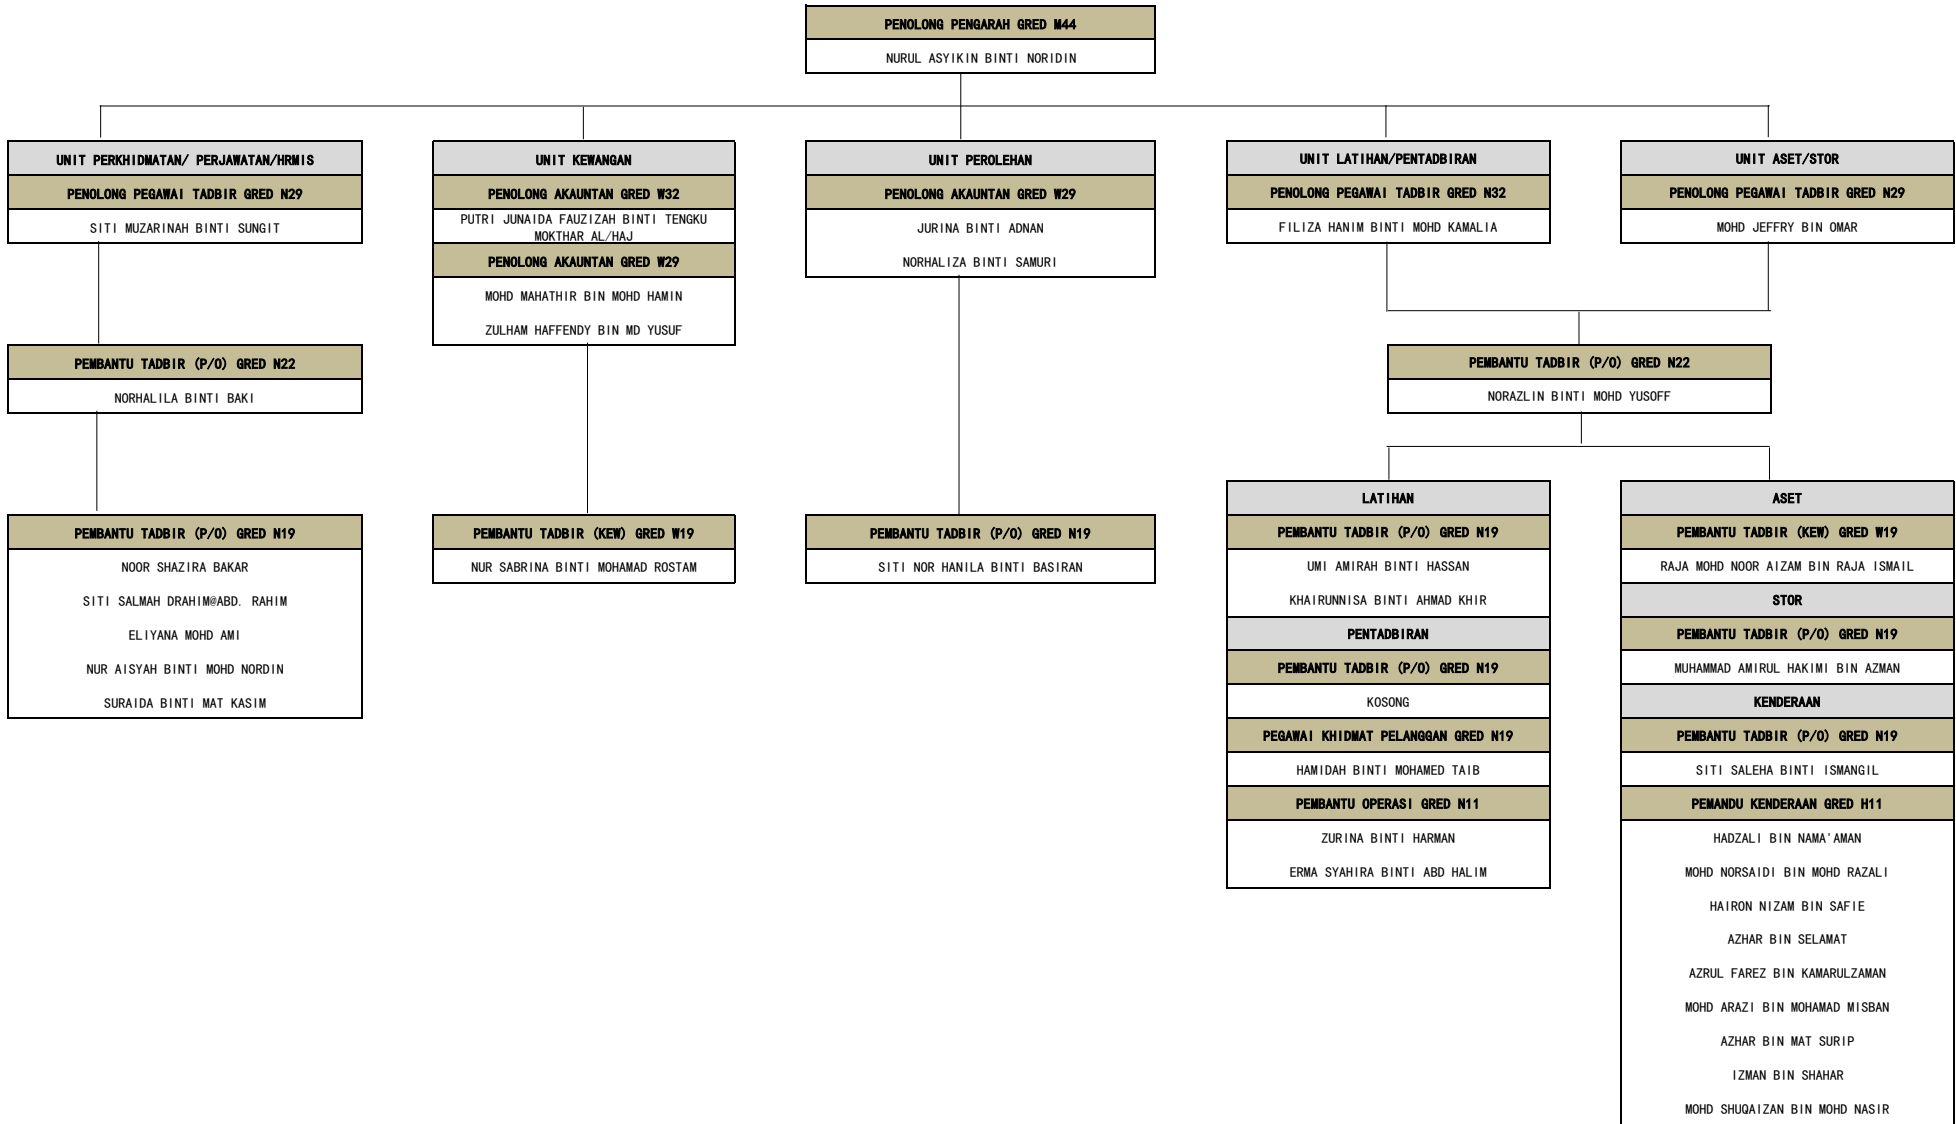 PENOLONG PENGARAH GRED M44
NURUL ASYIKIN BINTI NORIDIN
UNIT PERKHIDMATAN/ PERJAWATAN/HRMIS
PENOLONG PEGAWAI TADBIR GRED N29
SITI MUZARINAH BINTI SUNGIT
PEMBANTU TADBIR (P/O) GRED N22
NORHALILA BINTI BAKI
PEMBANTU TADBIR (P/O) GRED N19
NOOR SHAZIRA BAKAR
SITI SALMAH DRAHIM@ABD. RAHIM
ELIYANA MOHD AMI
NUR AISYAH BINTI MOHD NORDIN
SURAIDA BINTI MAT KASIM
UNIT KEWANGAN
PENOLONG AKAUNTAN GRED W32
PUTRI JUNAIDA FAUZIZAH BINTI TENGKU
MOKTHAR AL/HAJ
PENOLONG AKAUNTAN GRED W29
MOHD MAHATHIR BIN MOHD HAMIN
ZULHAM HAFFENDY BIN MD YUSUF
PEMBANTU TADBIR (KEW) GRED W19
NUR SABRINA BINTI MOHAMAD ROSTAM
UNIT PEROLEHAN
PENOLONG AKAUNTAN GRED W29
JURINA BINTI ADNAN
NORHALIZA BINTI SAMURI
PEMBANTU TADBIR (P/O) GRED N19
SITI NOR HANILA BINTI BASIRAN
UNIT LATIHAN/PENTADBIRAN
PENOLONG PEGAWAI TADBIR GRED N32
FILIZA HANIM BINTI MOHD KAMALIA
UNIT ASET/STOR
PENOLONG PEGAWAI TADBIR GRED N29
MOHD JEFFRY BIN OMAR
PEMBANTU TADBIR (P/O) GRED N22
NORAZLIN BINTI MOHD YUSOFF
LATIHAN
PEMBANTU TADBIR (P/O) GRED N19
UMI AMIRAH BINTI HASSAN
KHAIRUNNISA BINTI AHMAD KHIR
PENTADBIRAN
PEMBANTU TADBIR (P/O) GRED N19
KOSONG
PEGAWAI KHIDMAT PELANGGAN GRED N19
HAMIDAH BINTI MOHAMED TAIB
PEMBANTU OPERASI GRED N11
ZURINA BINTI HARMAN
ERMA SYAHIRA BINTI ABD HALIM
ASET
PEMBANTU TADBIR (KEW) GRED W19
RAJA MOHD NOOR AIZAM BIN RAJA ISMAIL
STOR
PEMBANTU TADBIR (P/O) GRED N19
MUHAMMAD AMIRUL HAKIMI BIN AZMAN
KENDERAAN
PEMBANTU TADBIR (P/O) GRED N19
SITI SALEHA BINTI ISMANGIL
PEMANDU KENDERAAN GRED H11
HADZALI BIN NAMA'AMAN
MOHD NORSAIDI BIN MOHD RAZALI
HAIRON NIZAM BIN SAFIE
AZHAR BIN SELAMAT
AZRUL FAREZ BIN KAMARULZAMAN
MOHD ARAZI BIN MOHAMAD MISBAN
AZHAR BIN MAT SURIP
IZMAN BIN SHAHAR
MOHD SHUQAIZAN BIN MOHD NASIR